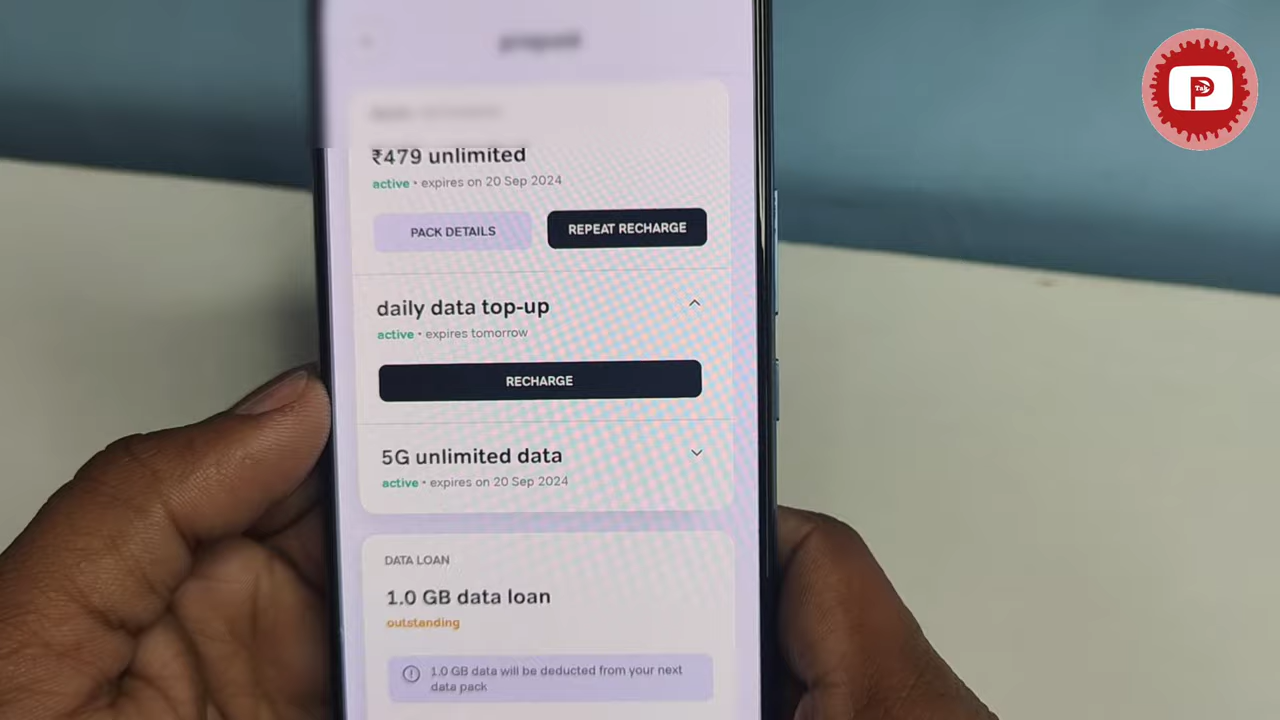 ₹479 unlimited
active • expires on 20 Sep 2024
PACK DETAILS
REPEAT RECHARGE
daily data top-up
active • expires tomorrow
RECHARGE
5G unlimited data
active • expires on 20 Sep 2024
DATA LOAN
1.0 GB data loan
outstanding
1.0 GB data will be deducted from your next
data pack
P
Tak